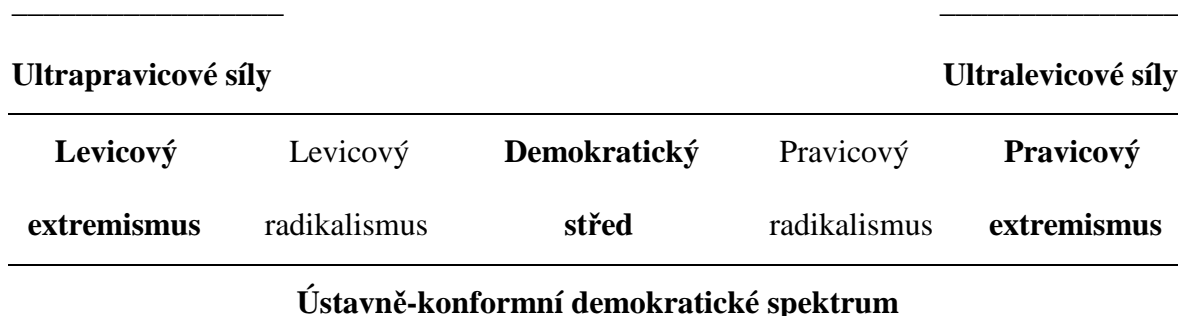 Ultrapravicové síly Ultralevicové síly
Levicový Levicový Demokratický Pravicový Pravicový
extremismus radikalismus střed radikalismus extremismus
Ústavně-konformní demokratické spektrum